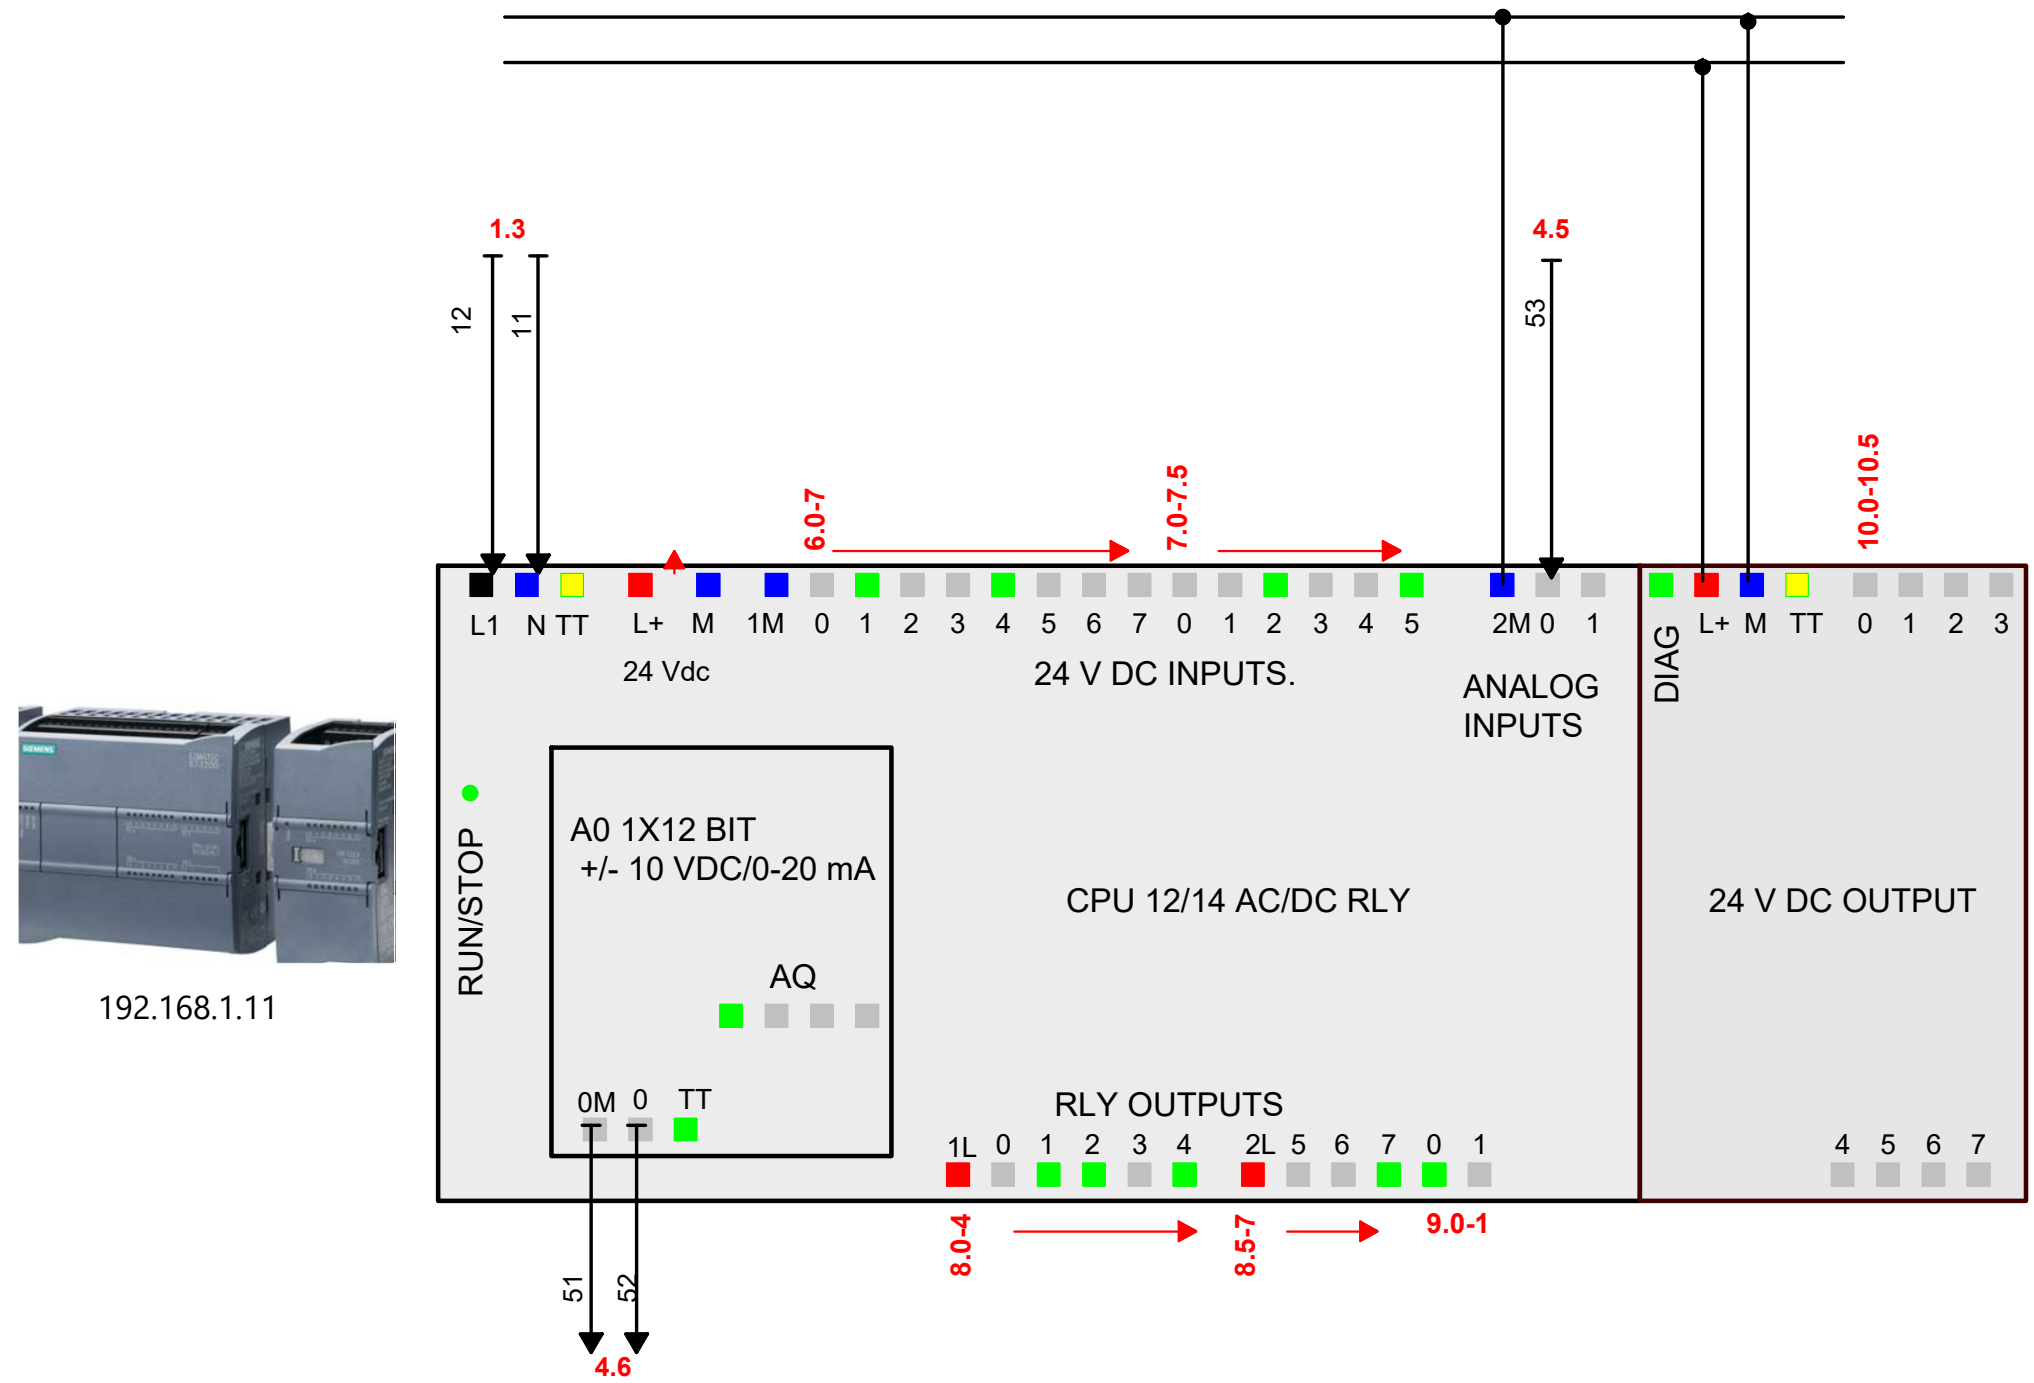 1.3
4.5
12
11
53
6.0-7
7.0-7.5
10.0-10.5
L1 N TT L+ M 1M 0 1 2 3 4 5 6 7 0 1 2 3 4 5 2M 0 1
L+ M TT 0 1 2 3
DIAG
24 Vdc
24 V DC INPUTS.
ANALOG
INPUTS
SIEMENS
SIMATIC
S7-1200
RUN/STOP
A0 1X12 BIT
+/- 10 VDC/0-20 mA
CPU 12/14 AC/DC RLY
24 V DC OUTPUT
AQ
192.168.1.11
0M 0 TT
RLY OUTPUTS
1L 0 1 2 3 4 2L 5 6 7 0 1
4 5 6 7
8.0-4
8.5-7
9.0-1
51
52
4.6